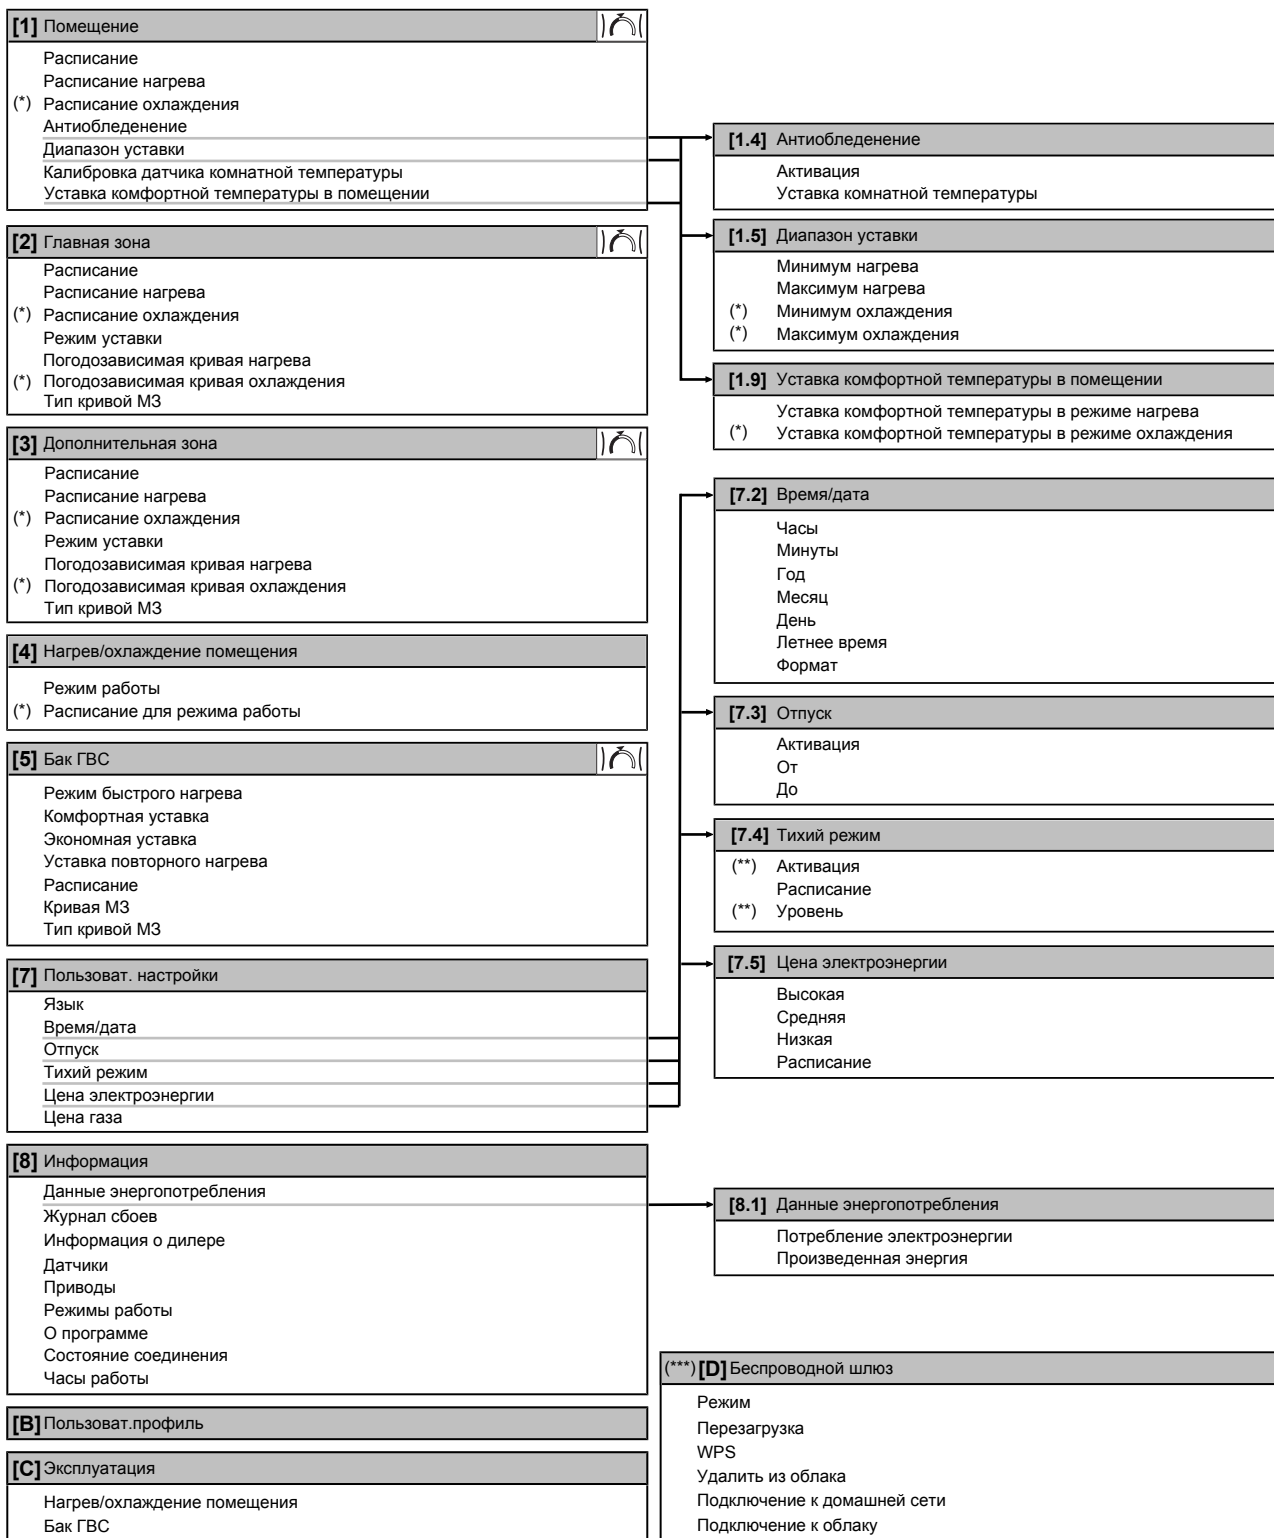 [1] Помещение
Расписание
Расписание нагрева
(*) Расписание охлаждения
Антиобледенение
Диапазон уставки
Калибровка датчика комнатной температуры
Уставка комфортной температуры в помещении
[2] Главная зона
Расписание
Расписание нагрева
(*) Расписание охлаждения
Режим уставки
Погодозависимая кривая нагрева
(*) Погодозависимая кривая охлаждения
Тип кривой МЗ
[3] Дополнительная зона
Расписание
Расписание нагрева
(*) Расписание охлаждения
Режим уставки
Погодозависимая кривая нагрева
(*) Погодозависимая кривая охлаждения
Тип кривой МЗ
[4] Нагрев/охлаждение помещения
Режим работы
(*) Расписание для режима работы
[5] Бак ГВС
Режим быстрого нагрева
Комфортная уставка
Экономная уставка
Уставка повторного нагрева
Расписание
Кривая МЗ
Тип кривой МЗ
[7] Пользоват. настройки
Язык
Время/дата
Отпуск
Тихий режим
Цена электроэнергии
Цена газа
[8] Информация
Данные энергопотребления
Журнал сбоев
Информация о дилере
Датчики
Приводы
Режимы работы
О программе
Состояние соединения
Часы работы
[B] Пользоват.профиль
[C] Эксплуатация
Нагрев/охлаждение помещения
Бак ГВС
[1.4] Антиобледенение
Активация
Уставка комнатной температуры
[1.5] Диапазон уставки
Минимум нагрева
Максимум нагрева
(*) Минимум охлаждения
(*) Максимум охлаждения
[1.9] Уставка комфортной температуры в помещении
Уставка комфортной температуры в режиме нагрева
(*) Уставка комфортной температуры в режиме охлаждения
[7.2] Время/дата
Часы
Минуты
Год
Месяц
День
Летнее время
Формат
[7.3] Отпуск
Активация
От
До
[7.4] Тихий режим
(**) Активация
Расписание
(**) Уровень
[7.5] Цена электроэнергии
Высокая
Средняя
Низкая
Расписание
[8.1] Данные энергопотребления
Потребление электроэнергии
Произведенная энергия
(***) [D] Беспроводной шлюз
Режим
Перезагрузка
WPS
Удалить из облака
Подключение к домашней сети
Подключение к облаку